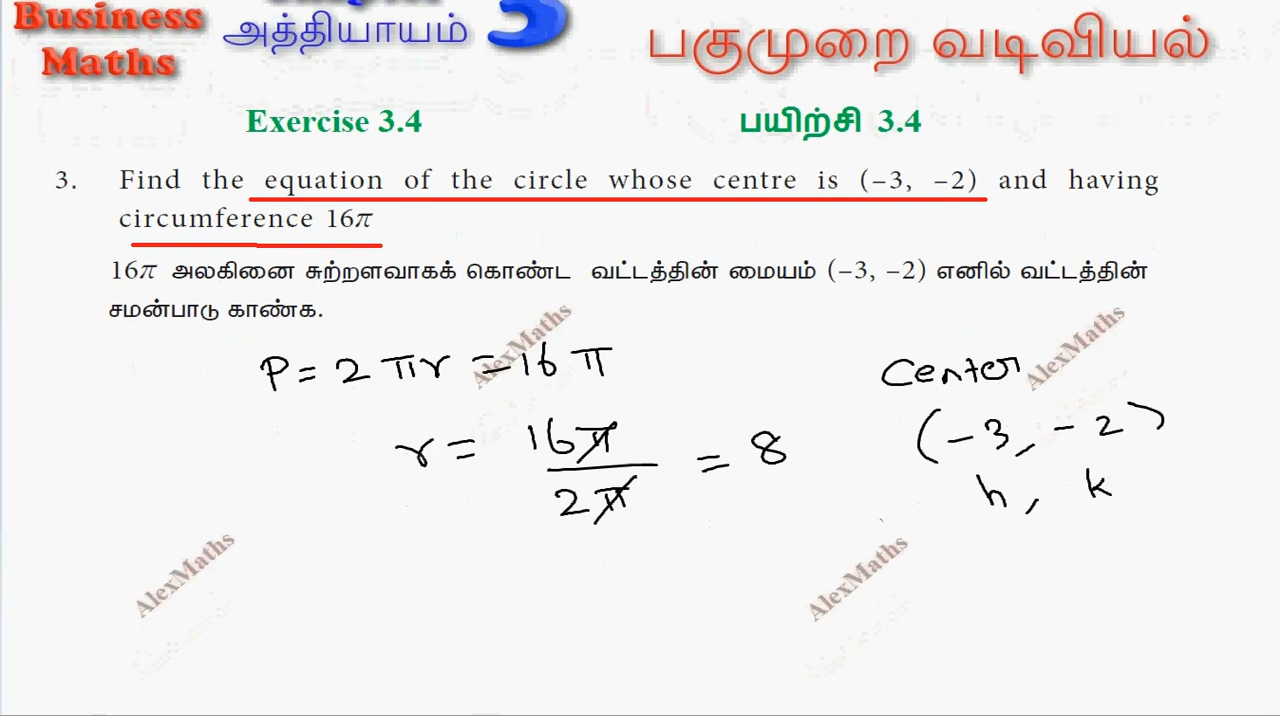 Business
Maths
அத்தியாயம் 3
பகுமுறை வடிவியல்
Exercise 3.4
பயிற்சி 3.4
3. Find the equation of the circle whose centre is (–3, –2) and having
circumference 16π
16π அலகினை சுற்றளவாகக் கொண்ட வட்டத்தின் மையம் (–3, –2) எனில் வட்டத்தின்
சமன்பாடு காண்க.
P = 2πr = 16π
r = 16π / 2π = 8
Center
(-3, -2)
h, k
AlexMaths
AlexMaths
AlexMaths
AlexMaths